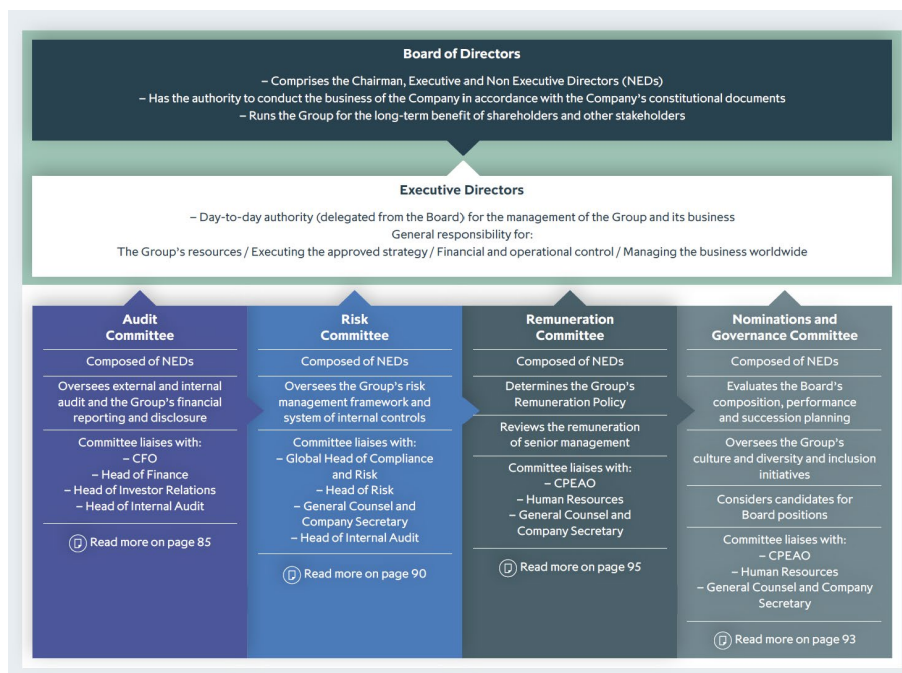 Board of Directors
– Comprises the Chairman, Executive and Non Executive Directors (NEDs)
– Has the authority to conduct the business of the Company in accordance with the Company's constitutional documents
– Runs the Group for the long-term benefit of shareholders and other stakeholders
Executive Directors
– Day-to-day authority (delegated from the Board) for the management of the Group and its business
General responsibility for:
The Group's resources / Executing the approved strategy / Financial and operational control / Managing the business worldwide
Audit
Committee
Composed of NEDs
Oversees external and internal
audit and the Group's financial
reporting and disclosure
Committee liaises with:
– CFO
– Head of Finance
– Head of Investor Relations
– Head of Internal Audit
Read more on page 85
Risk
Committee
Composed of NEDs
Oversees the Group's risk
management framework and
system of internal controls
Committee liaises with:
– Global Head of Compliance
and Risk
– Head of Risk
– General Counsel and
Company Secretary
– Head of Internal Audit
Read more on page 90
Remuneration
Committee
Composed of NEDs
Determines the Group's
Remuneration Policy
Reviews the remuneration
of senior management
Committee liaises with:
– CPEAO
– Human Resources
– General Counsel and
Company Secretary
Read more on page 95
Nominations and
Governance Committee
Composed of NEDs
Evaluates the Board's
composition, performance
and succession planning
Oversees the Group's
culture and diversity and inclusion
initiatives
Considers candidates for
Board positions
Committee liaises with:
– CPEAO
– Human Resources
– General Counsel and Company
Secretary
Read more on page 93